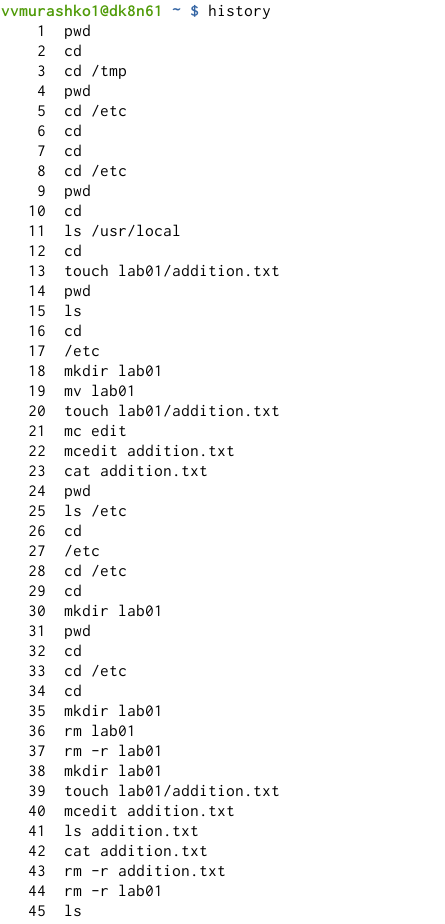 vvmurashko1@dk8n61 ~ $ history
1 pwd
2 cd
3 cd /tmp
4 pwd
5 cd /etc
6 cd
7 cd
8 cd /etc
9 pwd
10 cd
11 ls /usr/local
12 cd
13 touch lab01/addition.txt
14 pwd
15 ls
16 cd
17 /etc
18 mkdir lab01
19 mv lab01
20 touch lab01/addition.txt
21 mc edit
22 mcedit addition.txt
23 cat addition.txt
24 pwd
25 ls /etc
26 cd
27 /etc
28 cd /etc
29 cd
30 mkdir lab01
31 pwd
32 cd
33 cd /etc
34 cd
35 mkdir lab01
36 rm lab01
37 rm -r lab01
38 mkdir lab01
39 touch lab01/addition.txt
40 mcedit addition.txt
41 ls addition.txt
42 cat addition.txt
43 rm -r addition.txt
44 rm -r lab01
45 ls